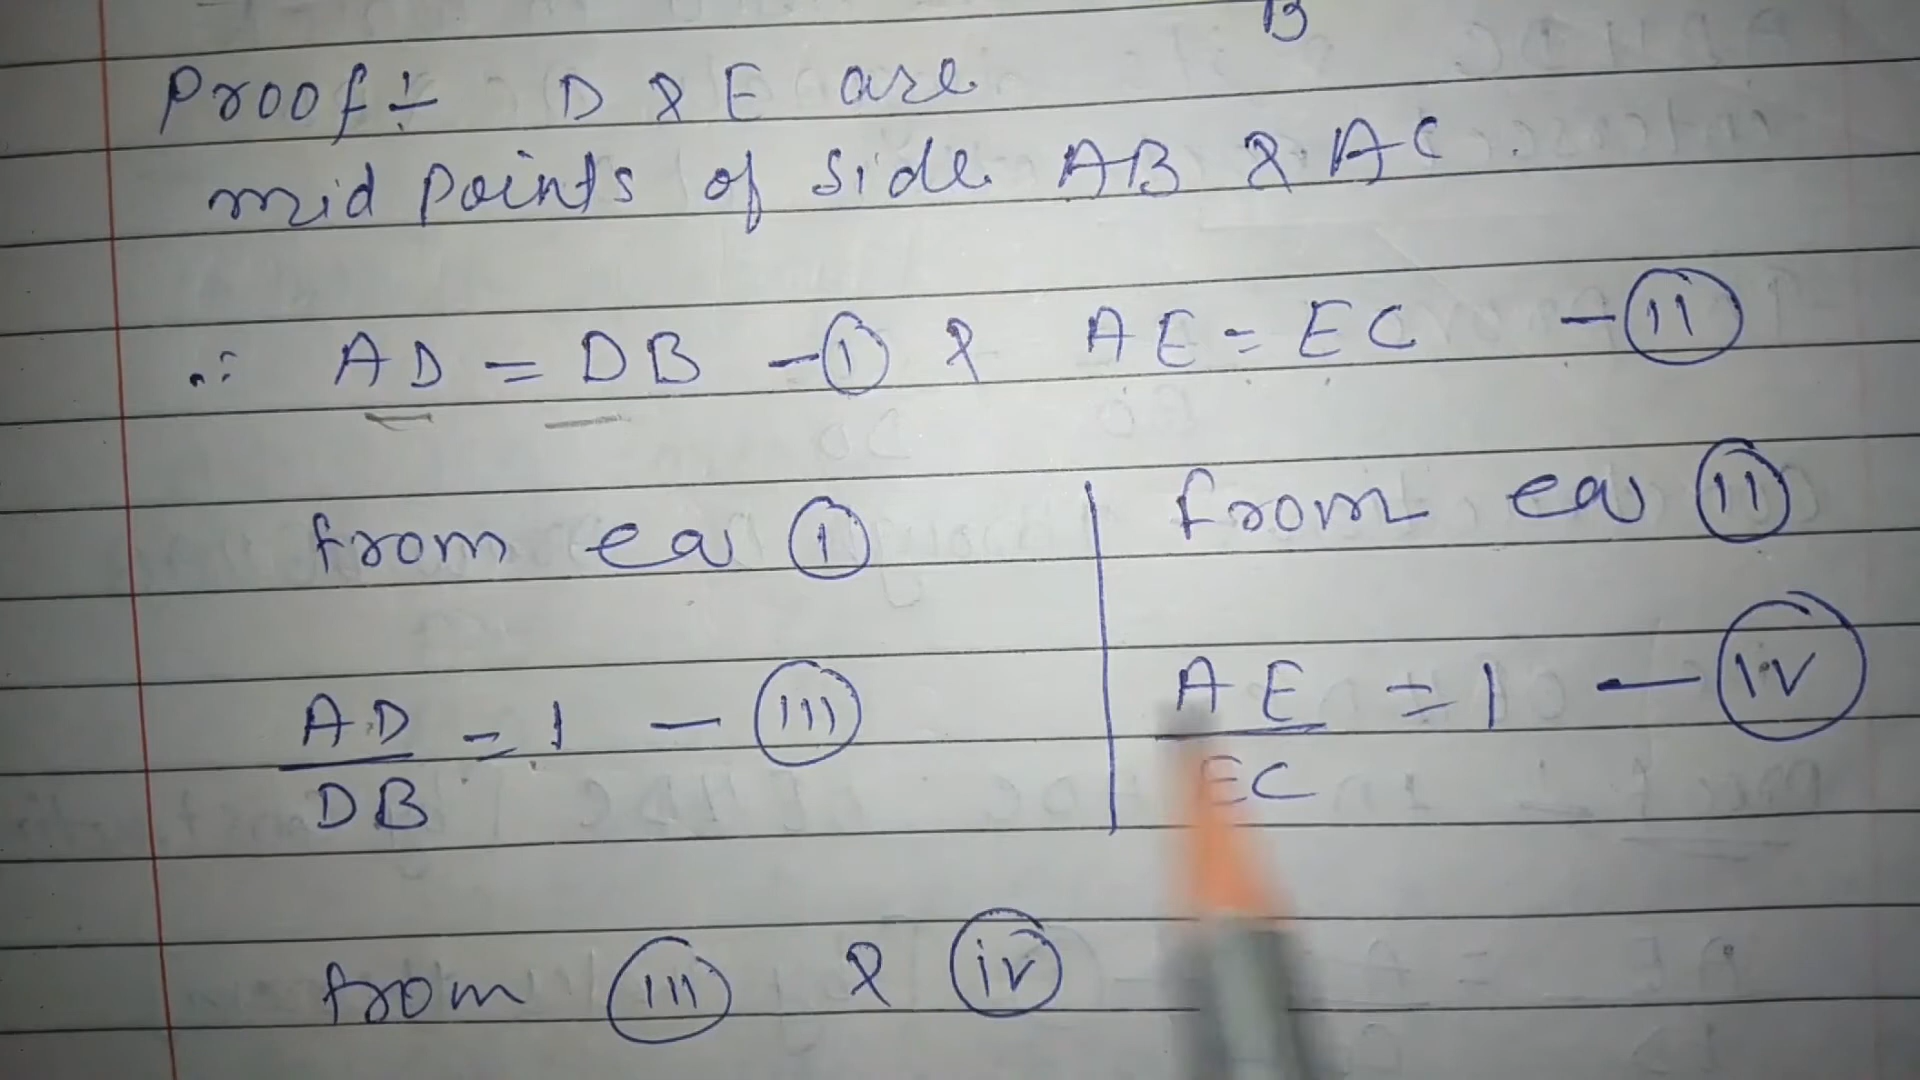 B
Proof :- D & E are
mid points of side AB & AC
∴ AD = DB - (i) & AE = EC - (ii)
from eq (i)
AD/DB = 1 - (iii)
from eq (ii)
AE/EC = 1 - (iv)
from (iii) & (iv)